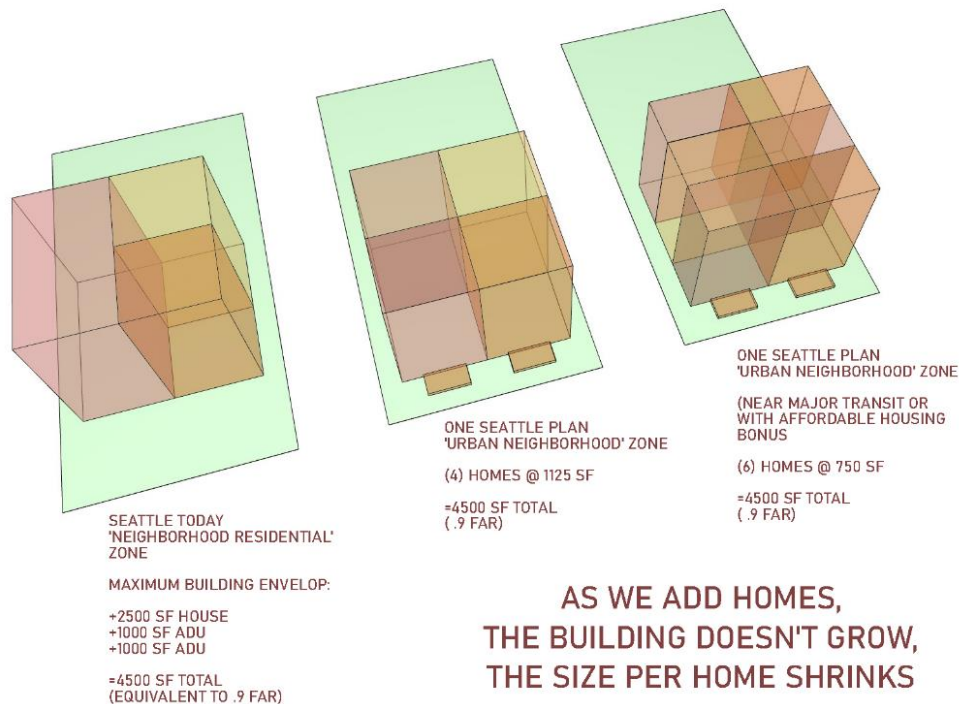 SEATTLE TODAY
'NEIGHBORHOOD RESIDENTIAL'
ZONE
MAXIMUM BUILDING ENVELOP:
+2500 SF HOUSE
+1000 SF ADU
+1000 SF ADU
=4500 SF TOTAL
(EQUIVALENT TO .9 FAR)
ONE SEATTLE PLAN
'URBAN NEIGHBORHOOD' ZONE
(4) HOMES @ 1125 SF
=4500 SF TOTAL
( .9 FAR)
ONE SEATTLE PLAN
'URBAN NEIGHBORHOOD' ZONE
(NEAR MAJOR TRANSIT OR
WITH AFFORDABLE HOUSING
BONUS
(6) HOMES @ 750 SF
=4500 SF TOTAL
( .9 FAR)
AS WE ADD HOMES,
THE BUILDING DOESN'T GROW,
THE SIZE PER HOME SHRINKS